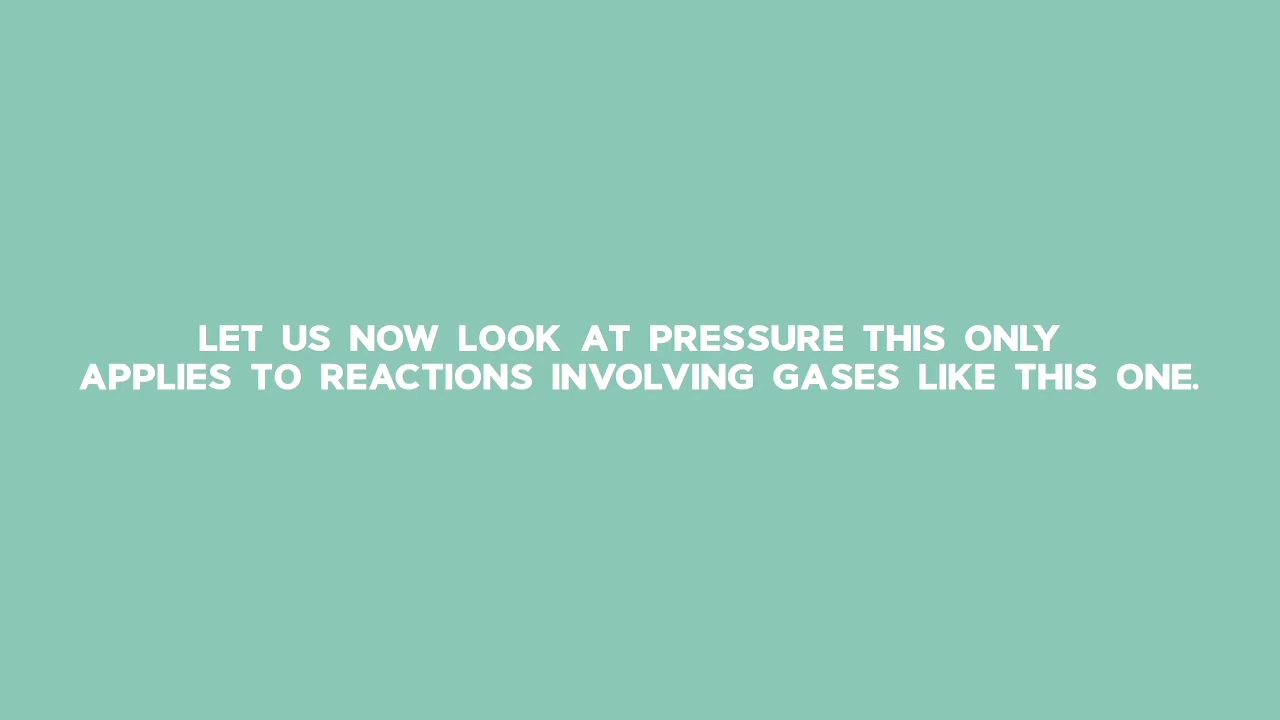 LET US NOW LOOK AT PRESSURE THIS ONLY
APPLIES TO REACTIONS INVOLVING GASES LIKE THIS ONE.